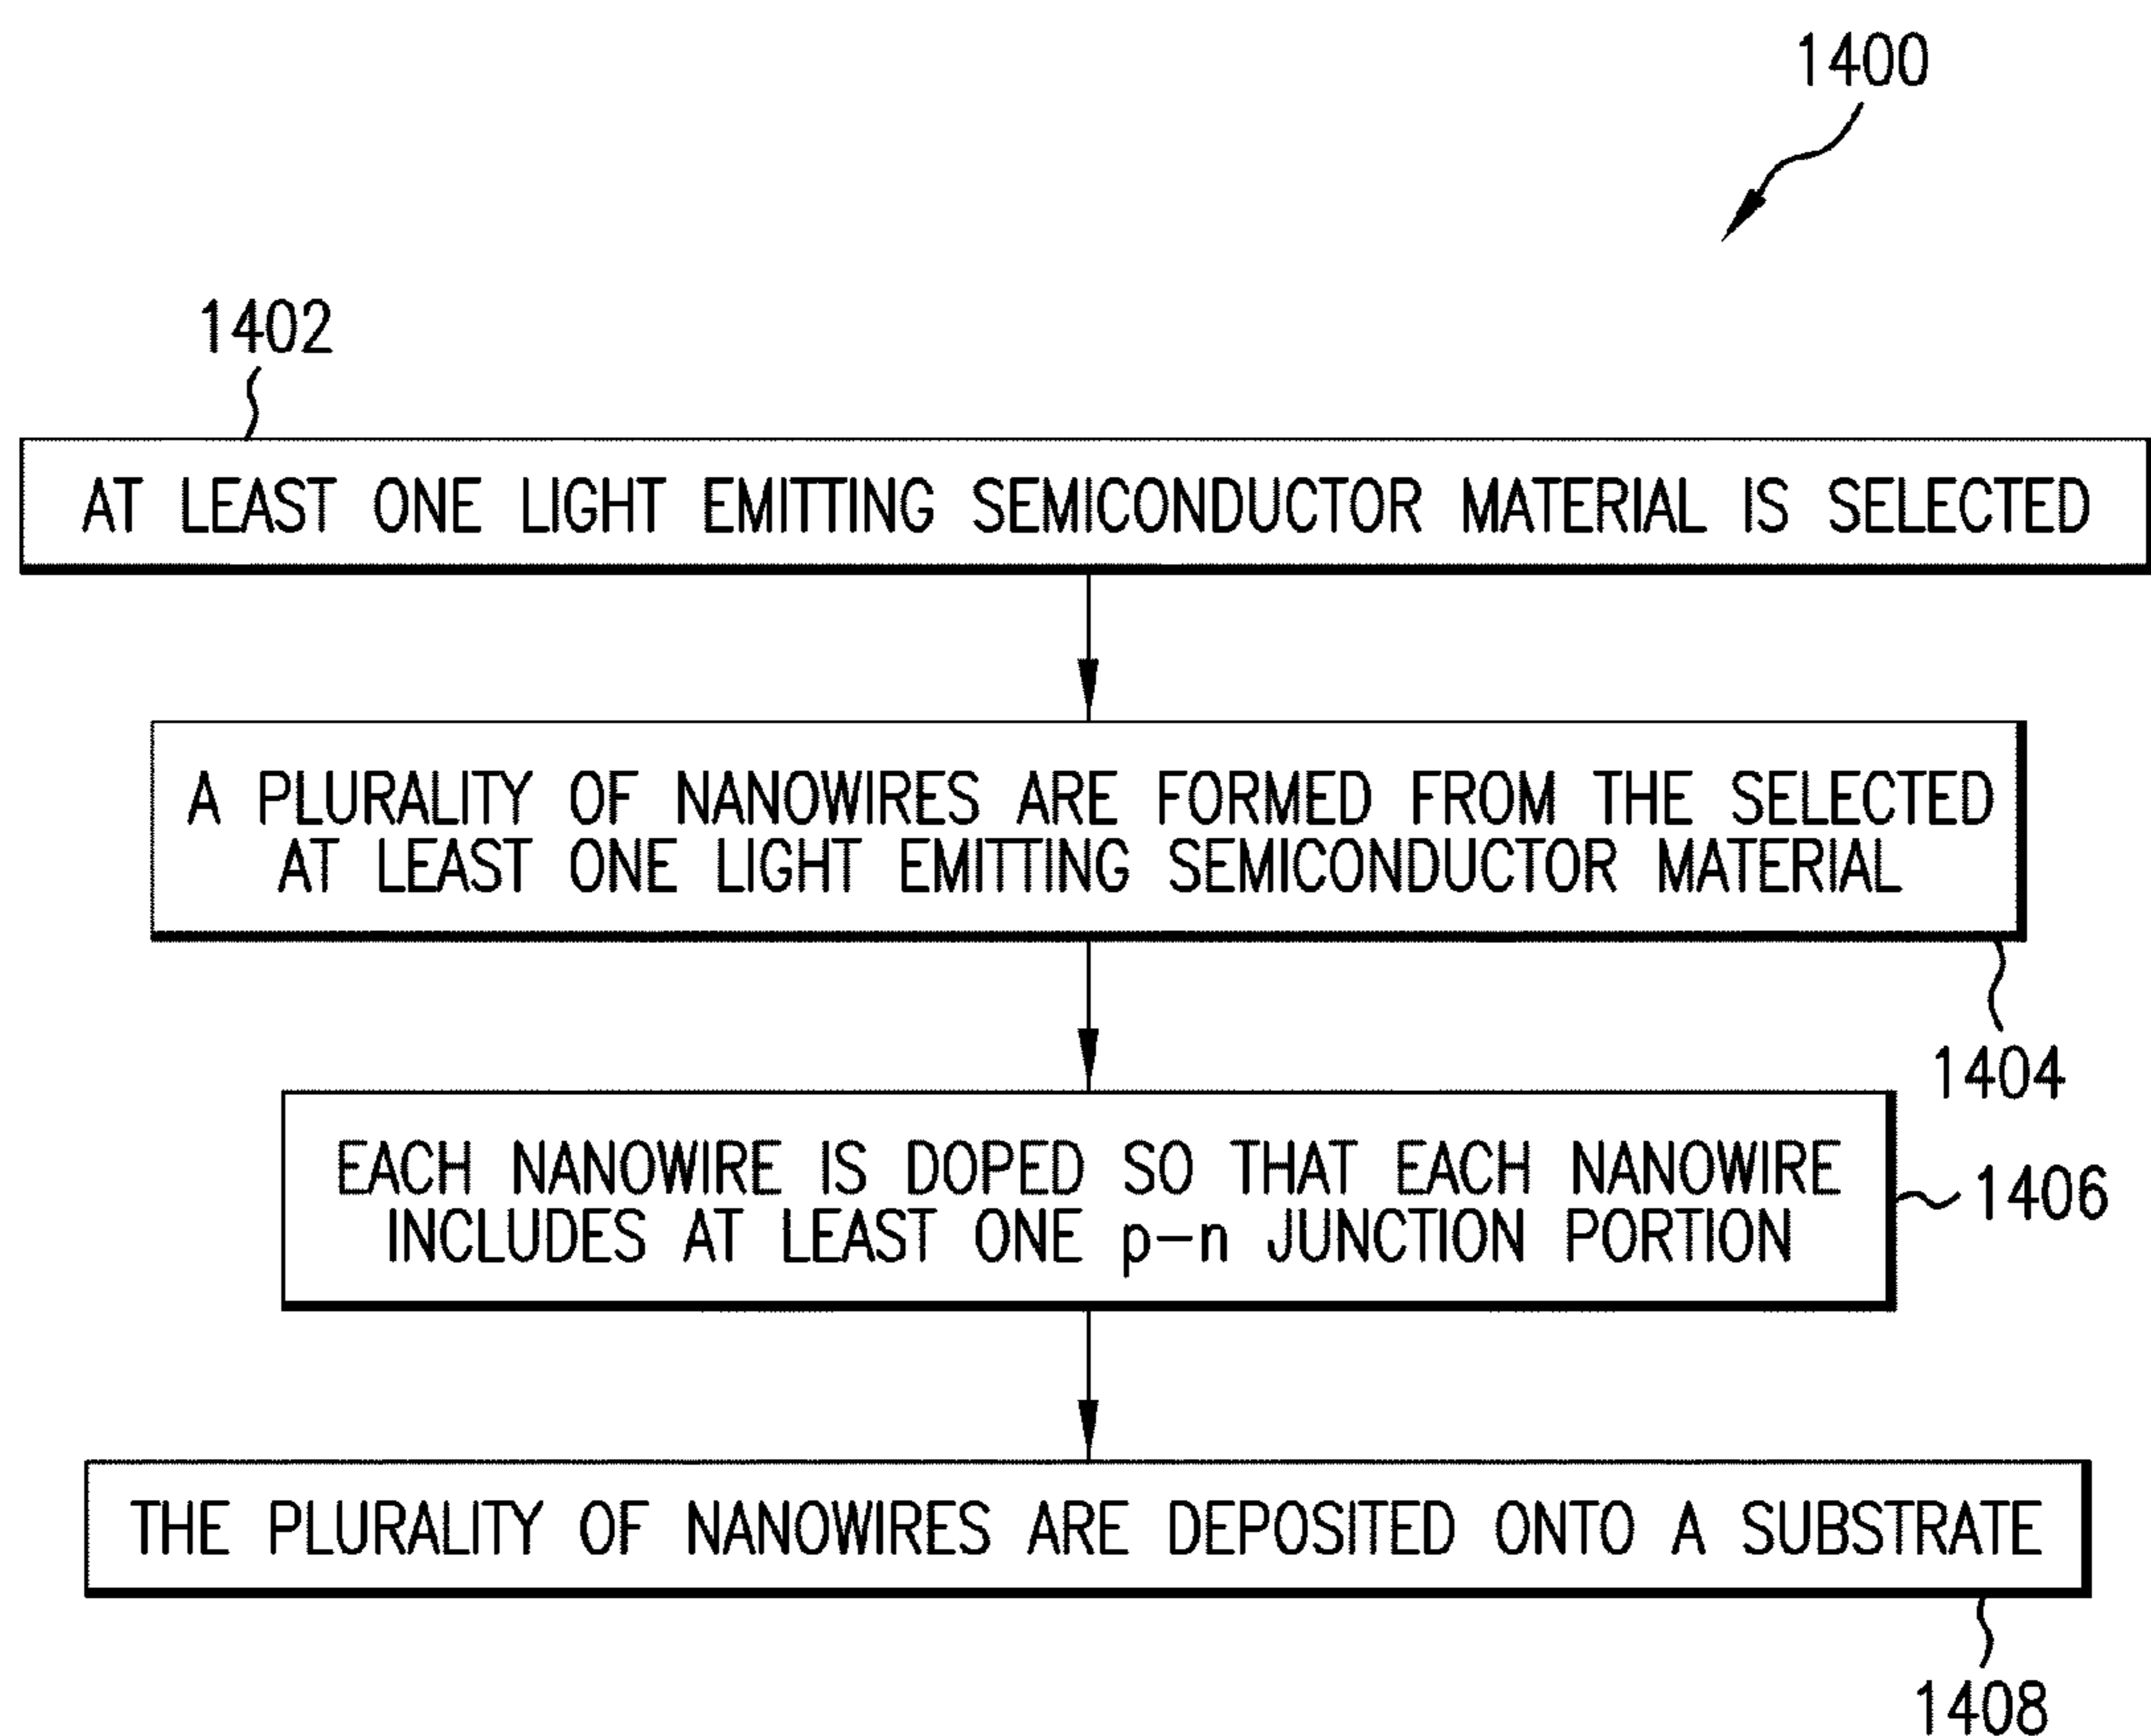 1400
1402
AT LEAST ONE LIGHT EMITTING SEMICONDUCTOR MATERIAL IS SELECTED
A PLURALITY OF NANOWIRES ARE FORMED FROM THE SELECTED
AT LEAST ONE LIGHT EMITTING SEMICONDUCTOR MATERIAL
1404
EACH NANOWIRE IS DOPED SO THAT EACH NANOWIRE
INCLUDES AT LEAST ONE p-n JUNCTION PORTION
1406
THE PLURALITY OF NANOWIRES ARE DEPOSITED ONTO A SUBSTRATE
1408